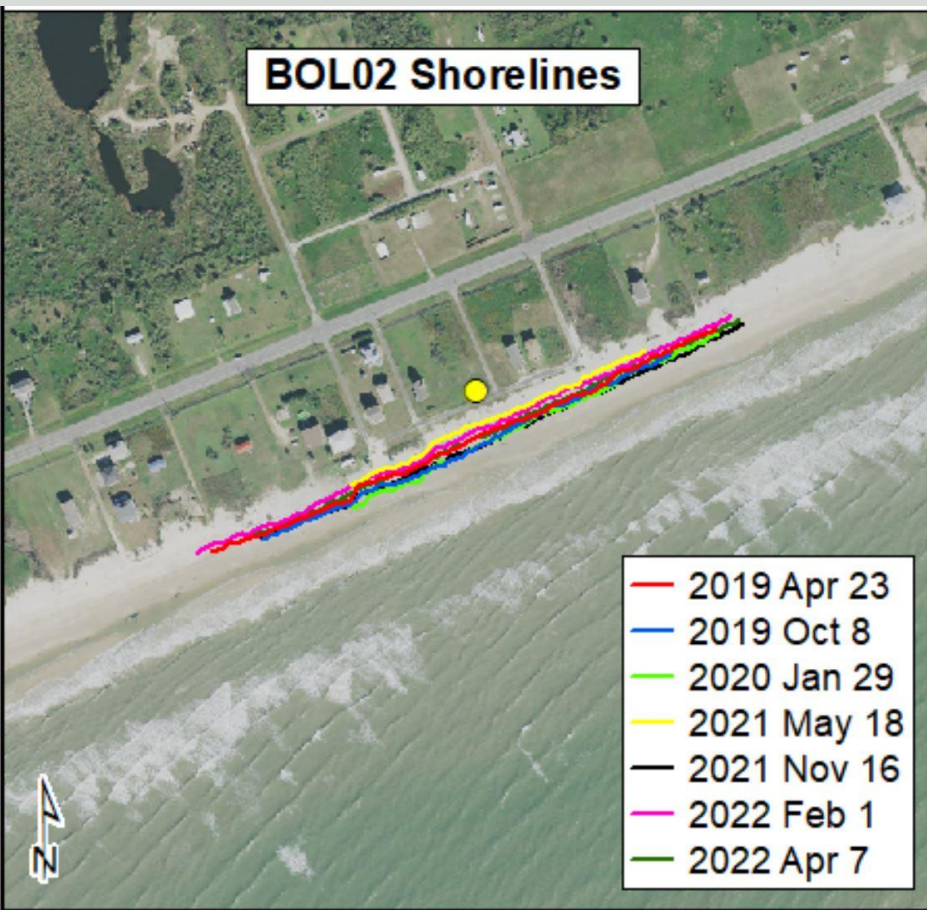 BOL02 Shorelines
2019 Apr 23
2019 Oct 8
2020 Jan 29
2021 May 18
2021 Nov 16
2022 Feb 1
2022 Apr 7
N